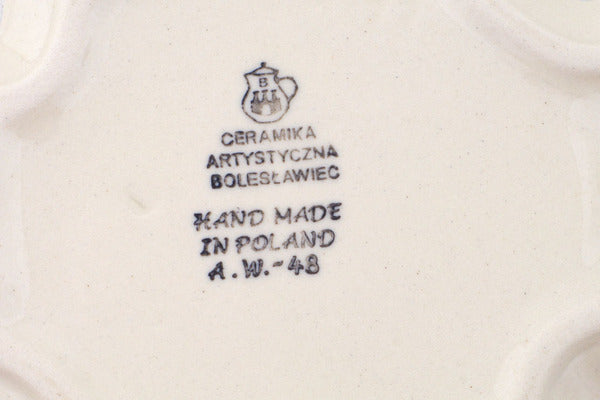 B
CERAMIKA
ARTYSTYCZNA
BOLESŁAWIEC
HAND MADE
IN POLAND
A.W.-48